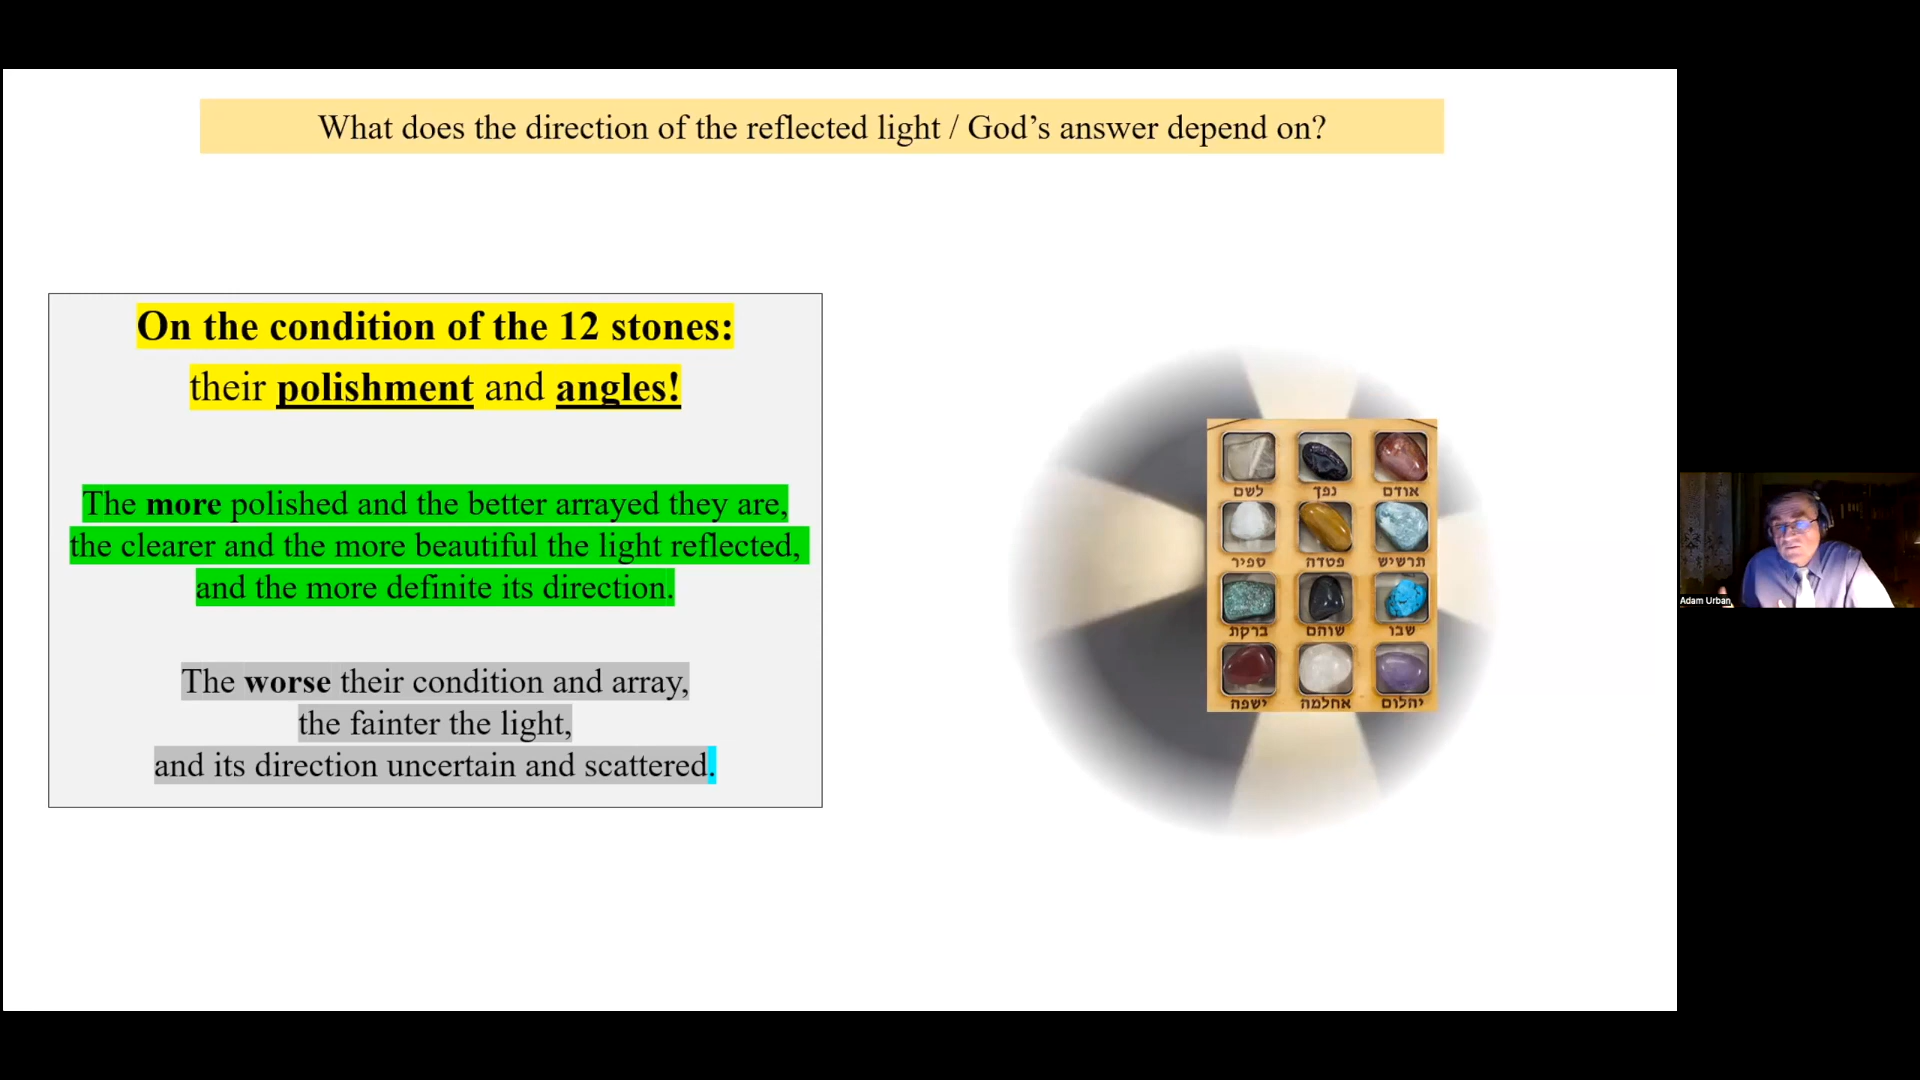 What does the direction of the reflected light / God’s answer depend on?
On the condition of the 12 stones:
their polishment and angles!
The more polished and the better arrayed they are,
the clearer and the more beautiful the light reflected,
and the more definite its direction.
The worse their condition and array,
the fainter the light,
and its direction uncertain and scattered.
לשם נפך אודם
ספיר פטדה תרשיש
ברקת שוהם שבו
ישפה אחלמה יהלום
Adam Urban